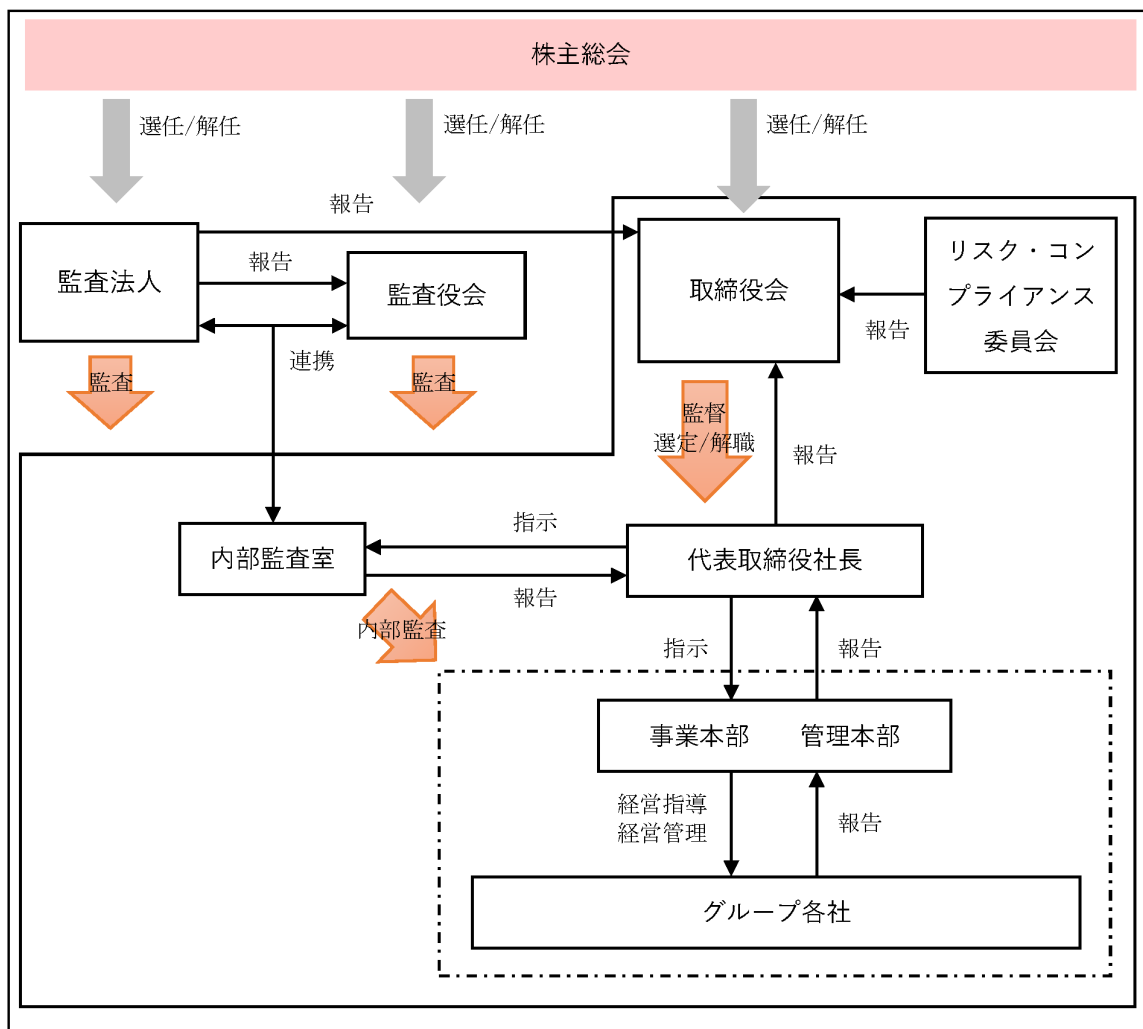 株主総会
選任/解任
選任/解任
選任/解任
報告
監査法人
報告
監査役会
取締役会
リスク・コン
プライアンス
委員会
報告
連携
監査
監査
監督
選定/解職
報告
指示
内部監査室
代表取締役社長
報告
内部監査
指示
報告
事業本部 管理本部
経営指導
経営管理
報告
グループ各社